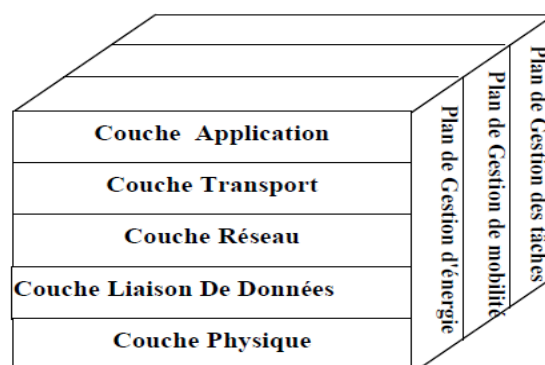 Couche Application
Couche Transport
Couche Réseau
Couche Liaison De Données
Couche Physique
Plan de Gestion d'énergie
Plan de Gestion de mobilité
Plan de Gestion des tâches